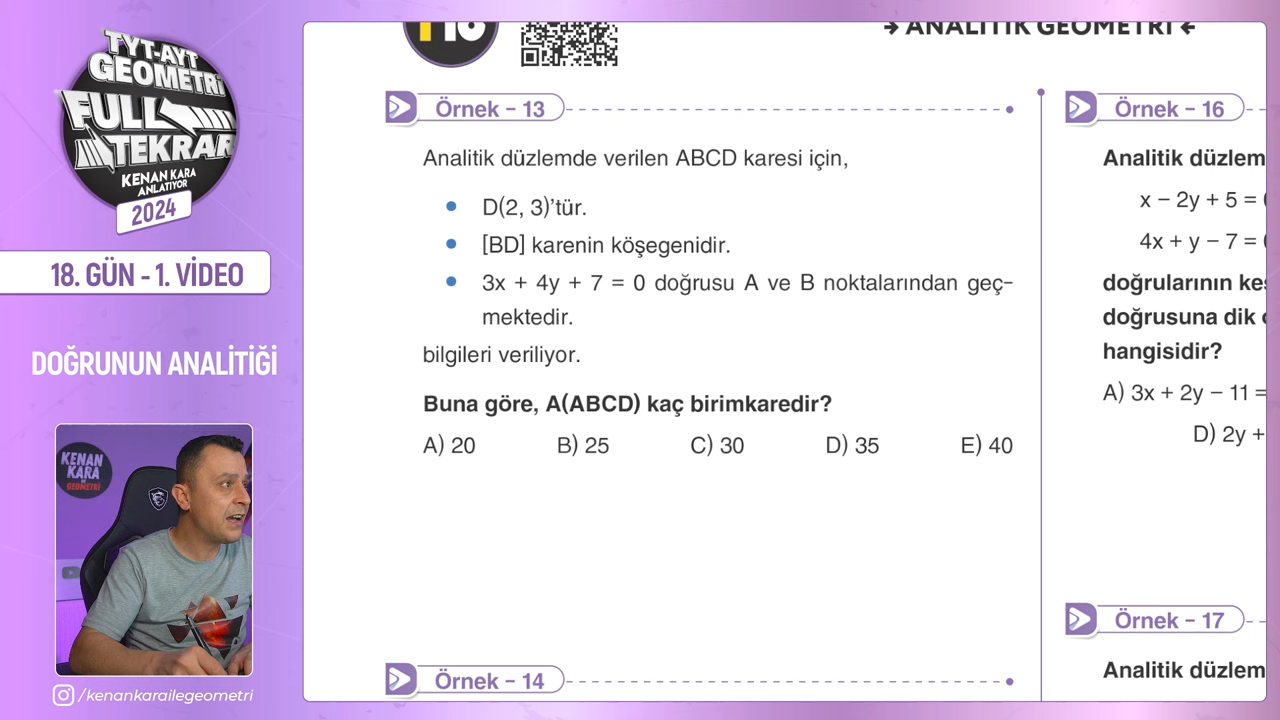 TYT-AYT
GEOMETRİ
FULL
TEKRAR
KENAN KARA
ANLATIYOR
2024
18. GÜN - 1. VİDEO
DOĞRUNUN ANALİTİĞİ
KENAN
KARA
GEOMETRİ
/kenankarailegeometri
→ ANALİTİK GEOMETRİ ←
Örnek – 13
Analitik düzlemde verilen ABCD karesi için,
• D(2, 3)'tür.
• [BD] karenin köşegenidir.
• 3x + 4y + 7 = 0 doğrusu A ve B noktalarından geç-
mektedir.
bilgileri veriliyor.
Buna göre, A(ABCD) kaç birimkaredir?
A) 20 B) 25 C) 30 D) 35 E) 40
Örnek – 14
Örnek – 16
Analitik düzlem
x – 2y + 5 =
4x + y – 7 =
doğrularının kes
doğrusuna dik
hangisidir?
A) 3x + 2y – 11 =
D) 2y +
Örnek – 17
Analitik düzlem